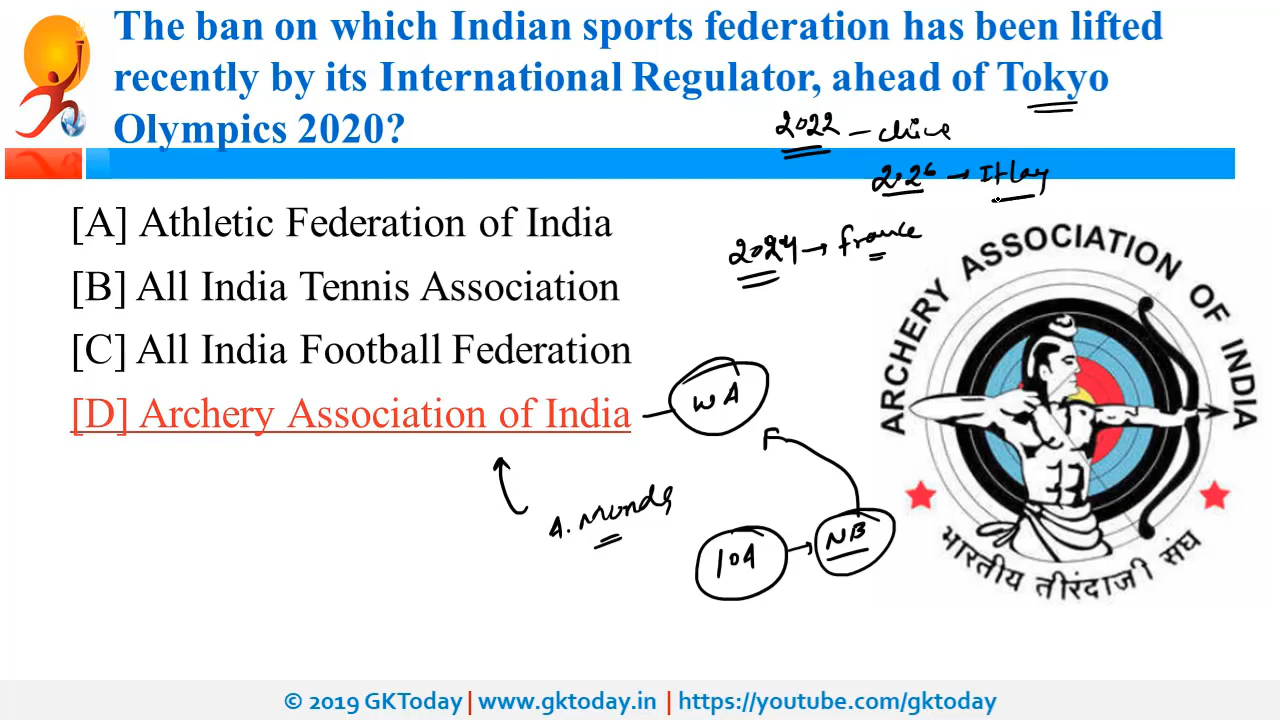 The ban on which Indian sports federation has been lifted
recently by its International Regulator, ahead of Tokyo
Olympics 2020?
2022 –
2026 → Itlay
2024 → france
[A] Athletic Federation of India
[B] All India Tennis Association
[C] All India Football Federation
[D] Archery Association of India
WA
A. Munda
IOA → NB
ARCHERY ASSOCIATION OF INDIA
भारतीय तीरंदाजी संघ
© 2019 GKToday | www.gktoday.in | https://youtube.com/gktoday